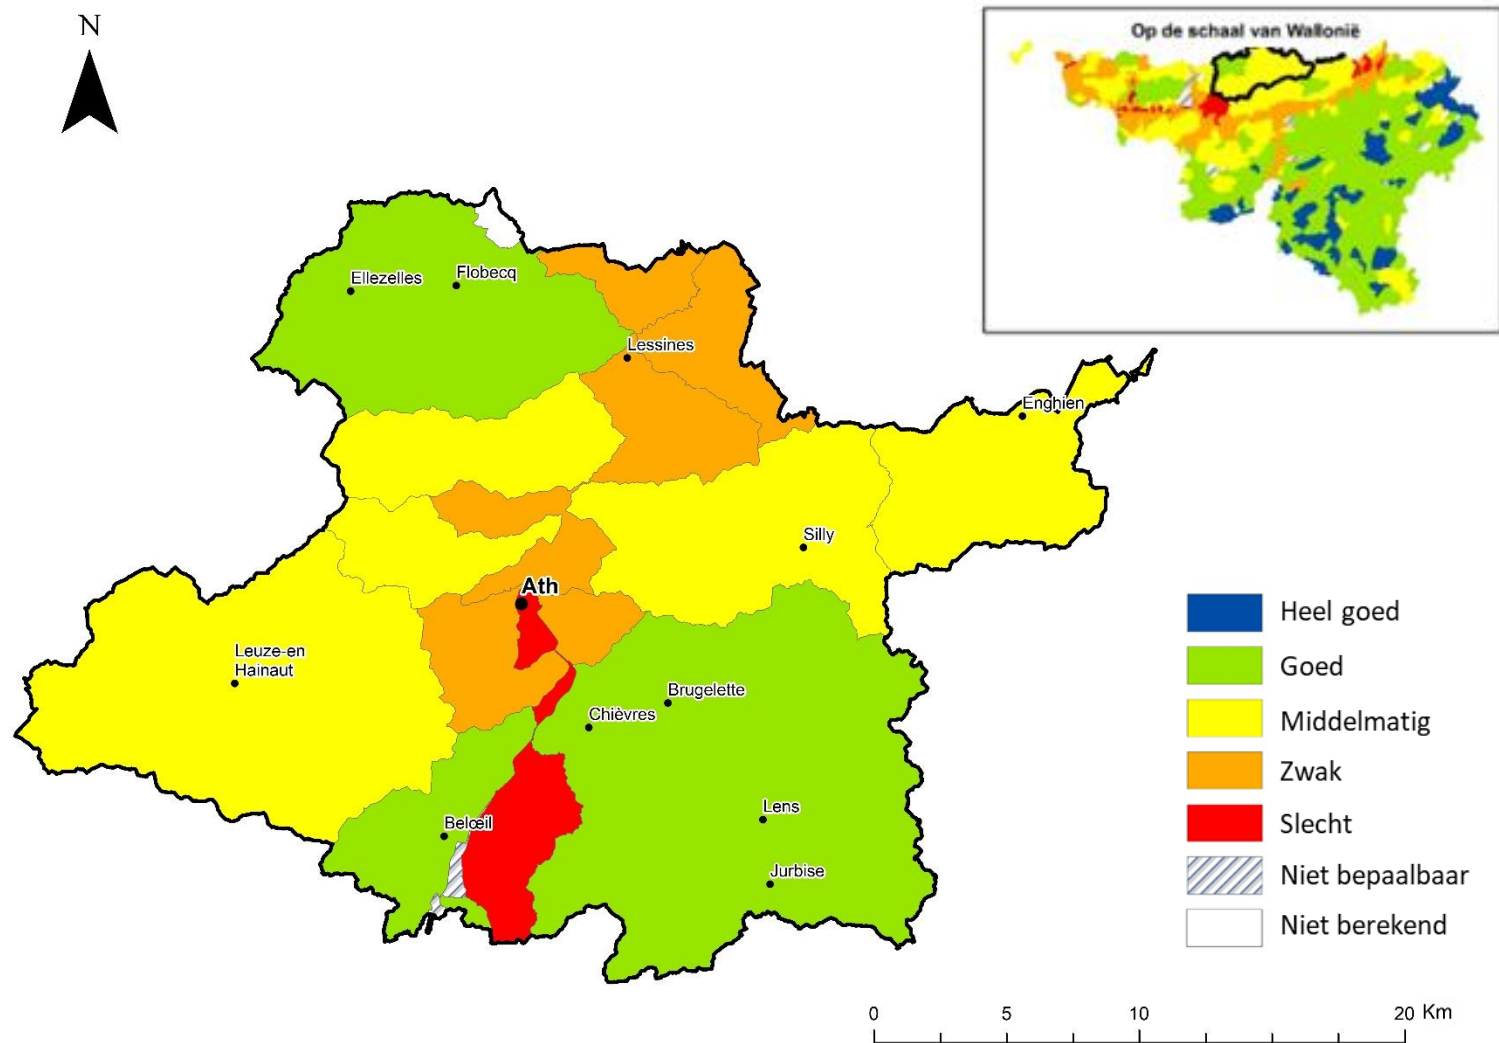 N
Op de schaal van Wallonië
Ellezelles
Flobecq
Lessines
Enghien
Silly
Ath
Leuze-en
Hainaut
Brugelette
Chièvres
Lens
Belœil
Jurbise
Heel goed
Goed
Middelmatig
Zwak
Slecht
Niet bepaalbaar
Niet berekend
0 5 10 20 Km